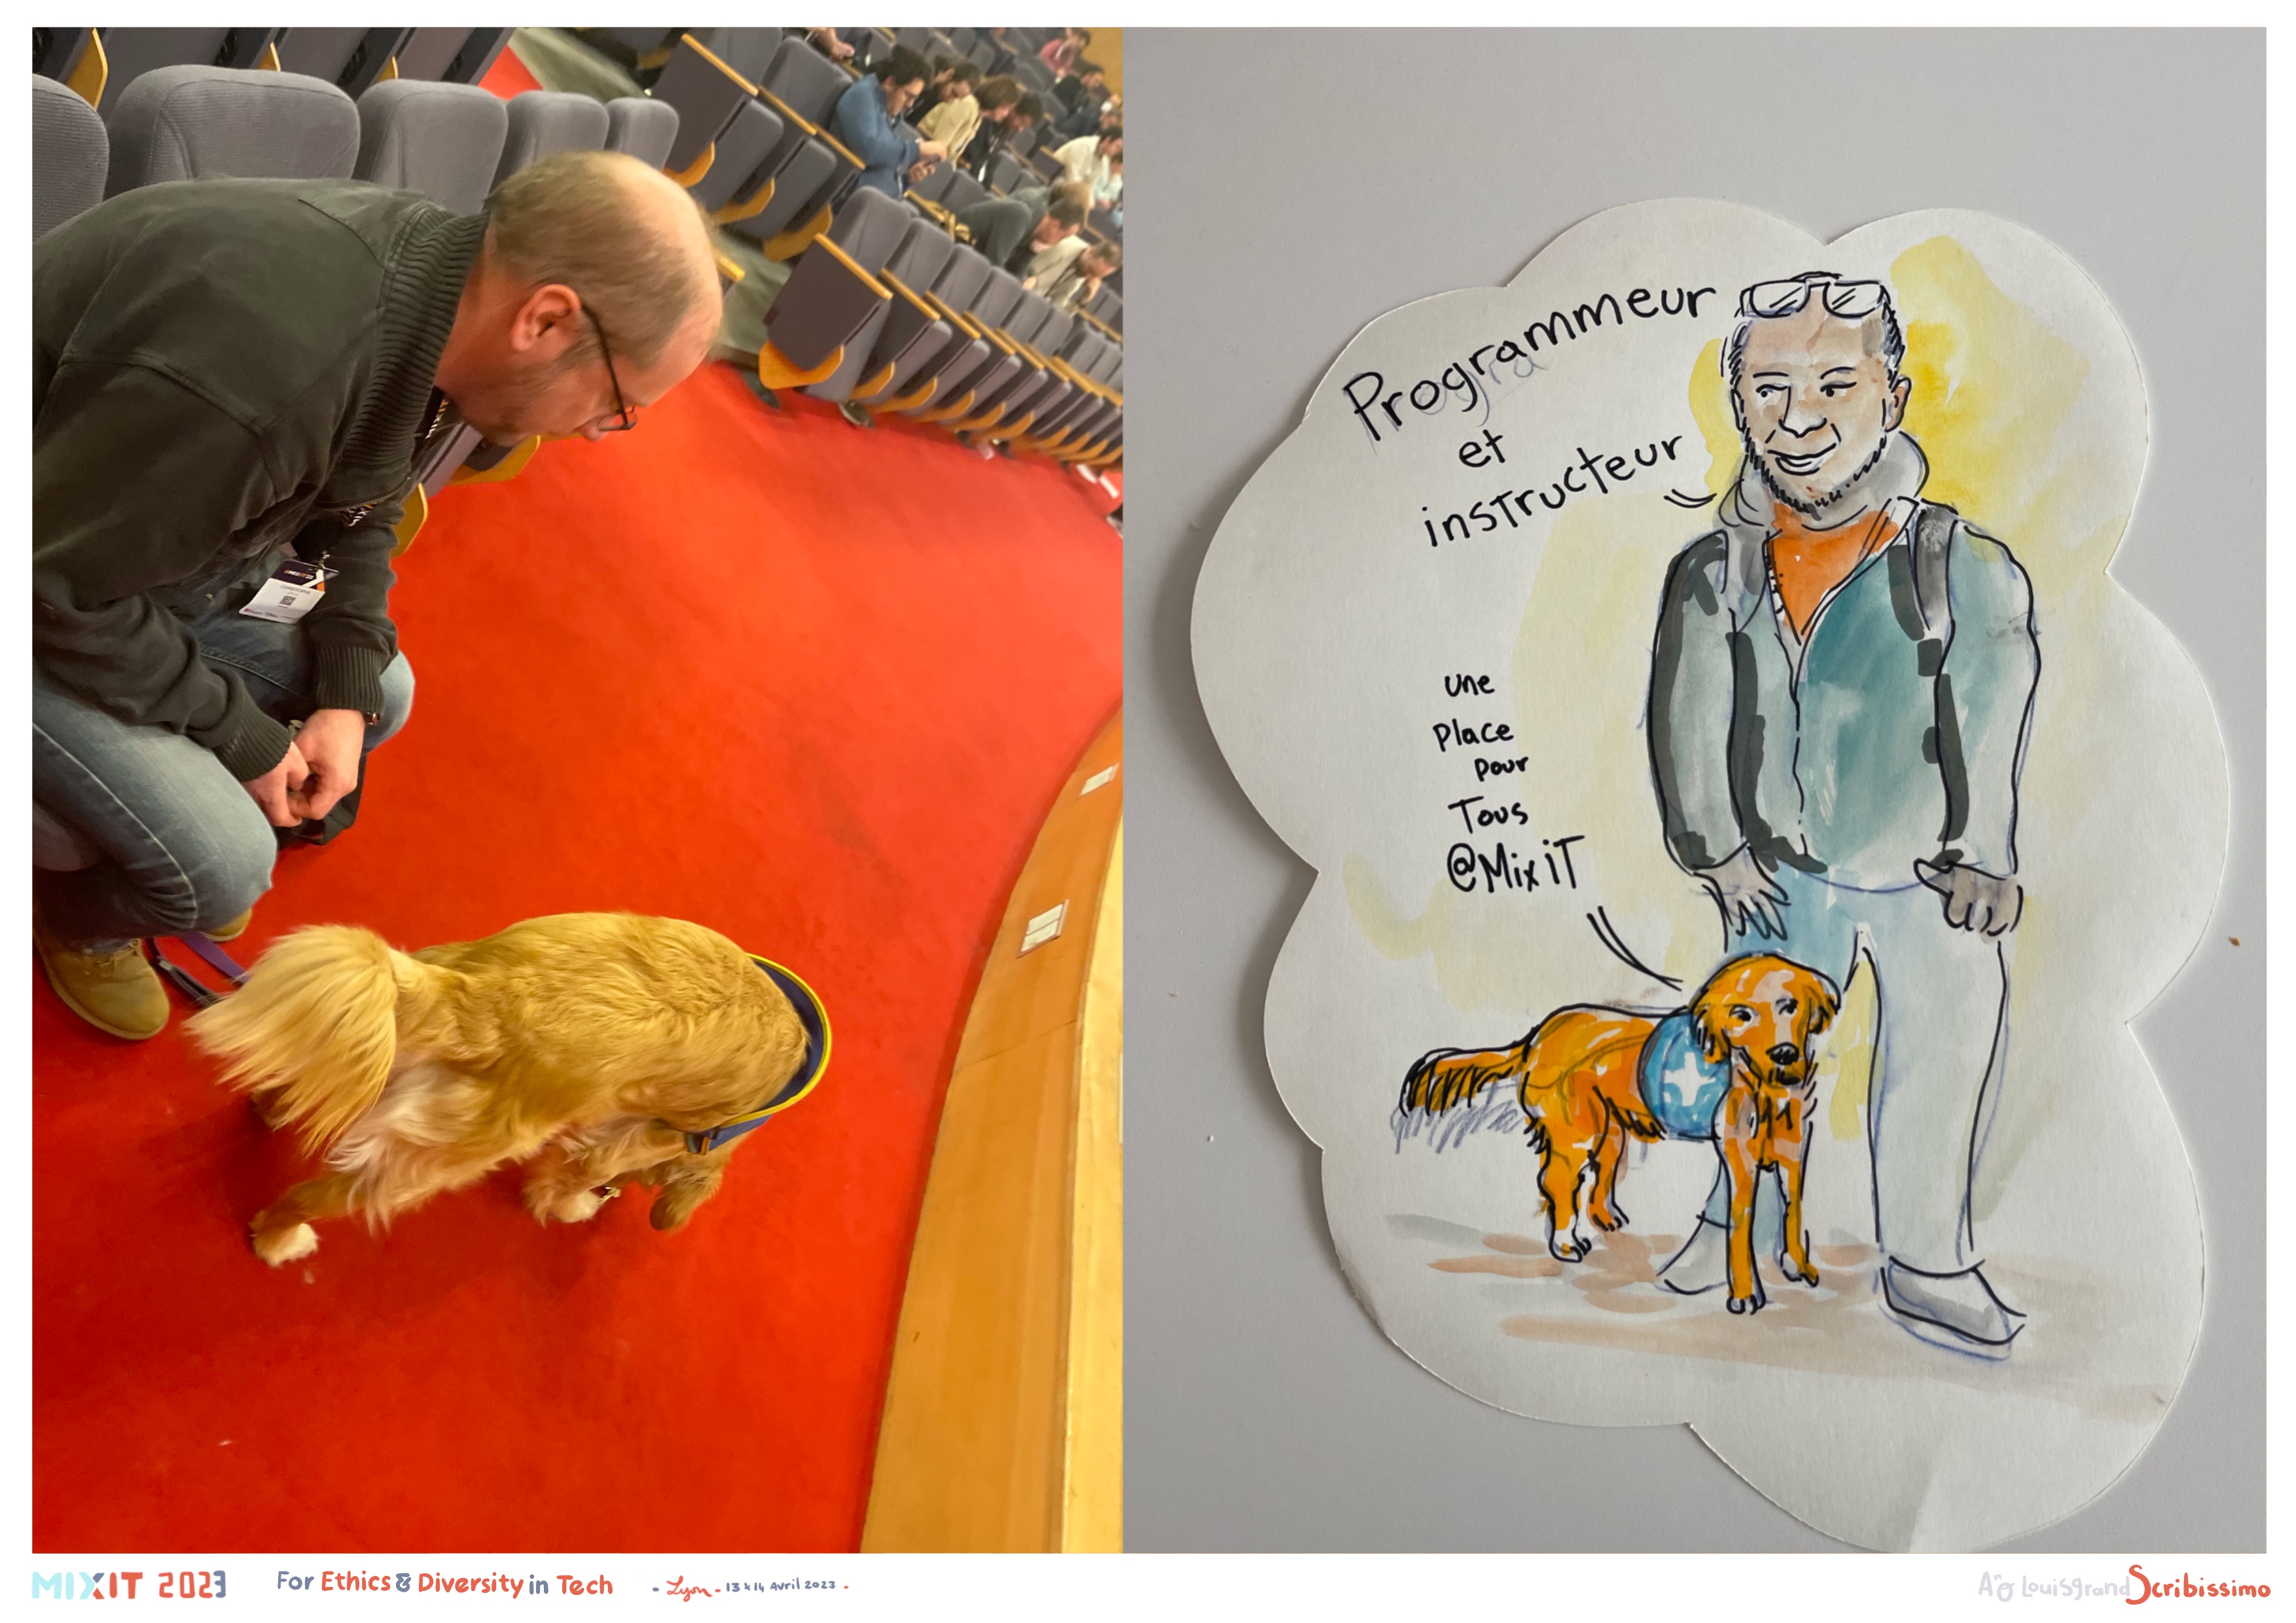 Programmeur
et
instructeur
une
Place
pour
Tous
@MixiT
MIXIT 2023
For Ethics & Diversity in Tech
- Lyon - 13 & 14 Avril 2023 -
Louisgrand Scribissimo